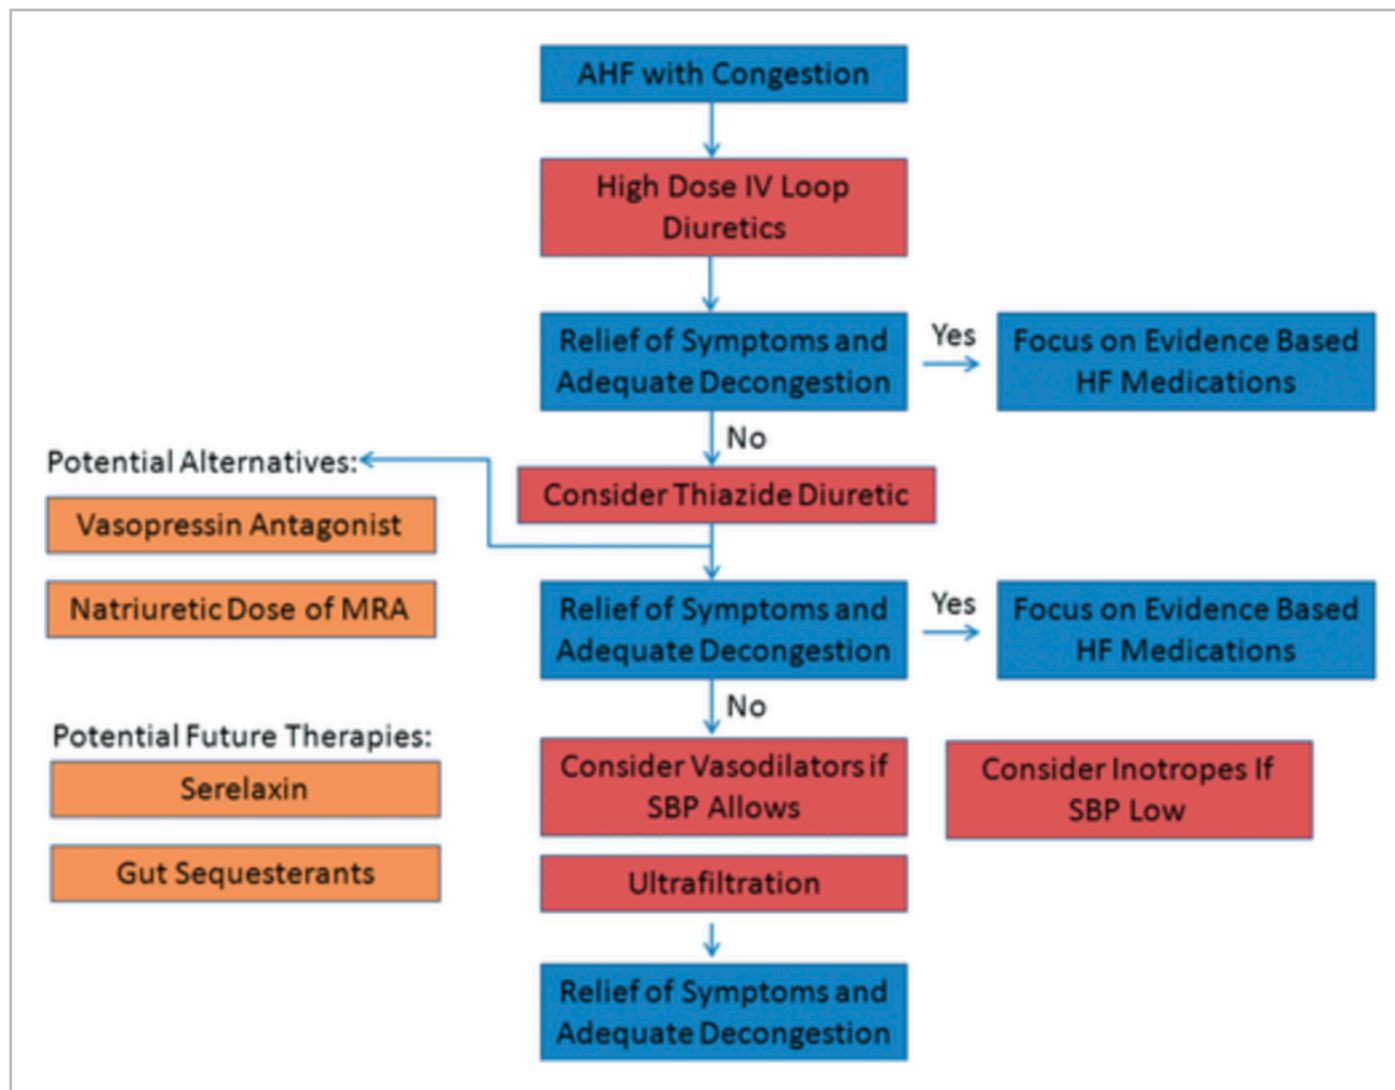 AHF with Congestion
High Dose IV Loop
Diuretics
Relief of Symptoms and
Adequate Decongestion
Yes
Focus on Evidence Based
HF Medications
No
Potential Alternatives:
Consider Thiazide Diuretic
Vasopressin Antagonist
Natriuretic Dose of MRA
Relief of Symptoms and
Adequate Decongestion
Yes
Focus on Evidence Based
HF Medications
No
Potential Future Therapies:
Serelaxin
Gut Sequesterants
Consider Vasodilators if
SBP Allows
Consider Inotropes If
SBP Low
Ultrafiltration
Relief of Symptoms and
Adequate Decongestion